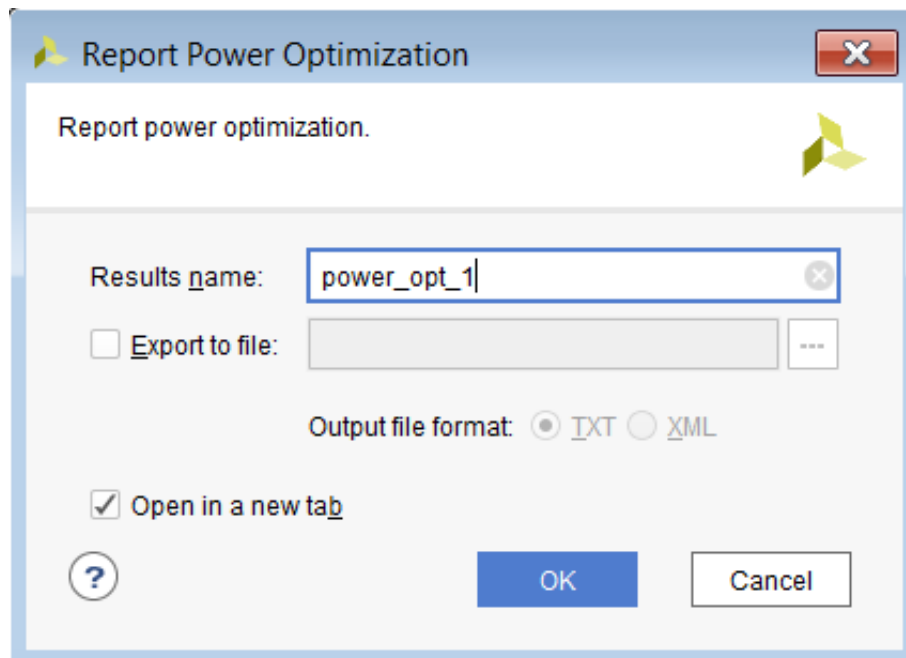 Report Power Optimization
Report power optimization.
Results name: power_opt_1
Export to file: ---
Output file format: TXT XML
Open in a new tab
? OK Cancel